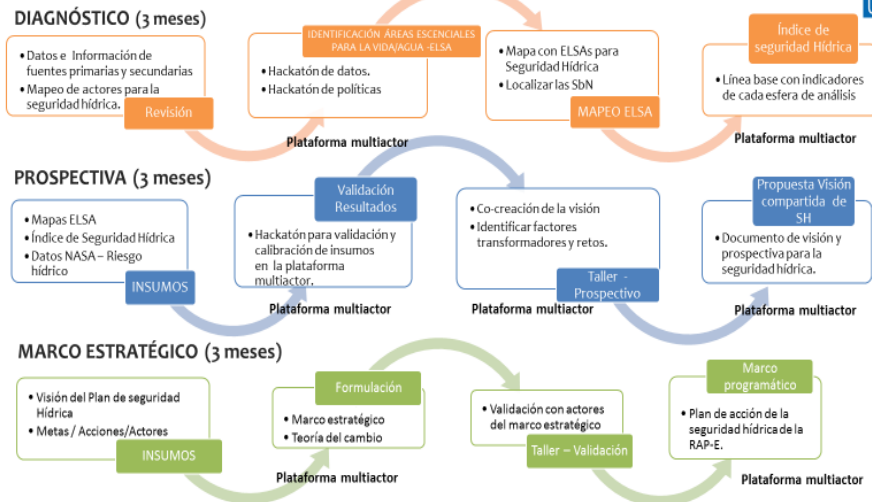 DIAGNÓSTICO (3 meses)
• Datos e Información de
fuentes primarias y secundarias
• Mapeo de actores para la
seguridad hídrica.
Revisión
IDENTIFICACIÓN ÁREAS ESCENCIALES
PARA LA VIDA/AGUA -ELSA
• Hackatón de datos.
• Hackatón de políticas
Plataforma multiactor
• Mapa con ELSAs para
Seguridad Hídrica
• Localizar las SbN
MAPEO ELSA
Índice de
seguridad Hídrica
• Línea base con indicadores
de cada esfera de análisis
Plataforma multiactor
PROSPECTIVA (3 meses)
• Mapas ELSA
• Índice de Seguridad Hídrica
• Datos NASA – Riesgo
hídrico
INSUMOS
Validación
Resultados
• Hackatón para validación y
calibración de insumos
en la plataforma
multiactor.
Plataforma multiactor
• Co-creación de la visión
• Identificar factores
transformadores y retos.
Taller -
Prospectivo
Plataforma multiactor
Propuesta Visión
compartida de
SH
• Documento de visión y
prospectiva para la
seguridad hídrica.
Plataforma multiactor
MARCO ESTRATÉGICO (3 meses)
• Visión del Plan de seguridad
Hídrica
• Metas / Acciones/Actores
INSUMOS
Formulación
• Marco estratégico
• Teoría del cambio
Plataforma multiactor
• Validación con actores
del marco estratégico
Taller – Validación
Marco
programático
• Plan de acción de la
seguridad hídrica de la
RAP-E.
Plataforma multiactor